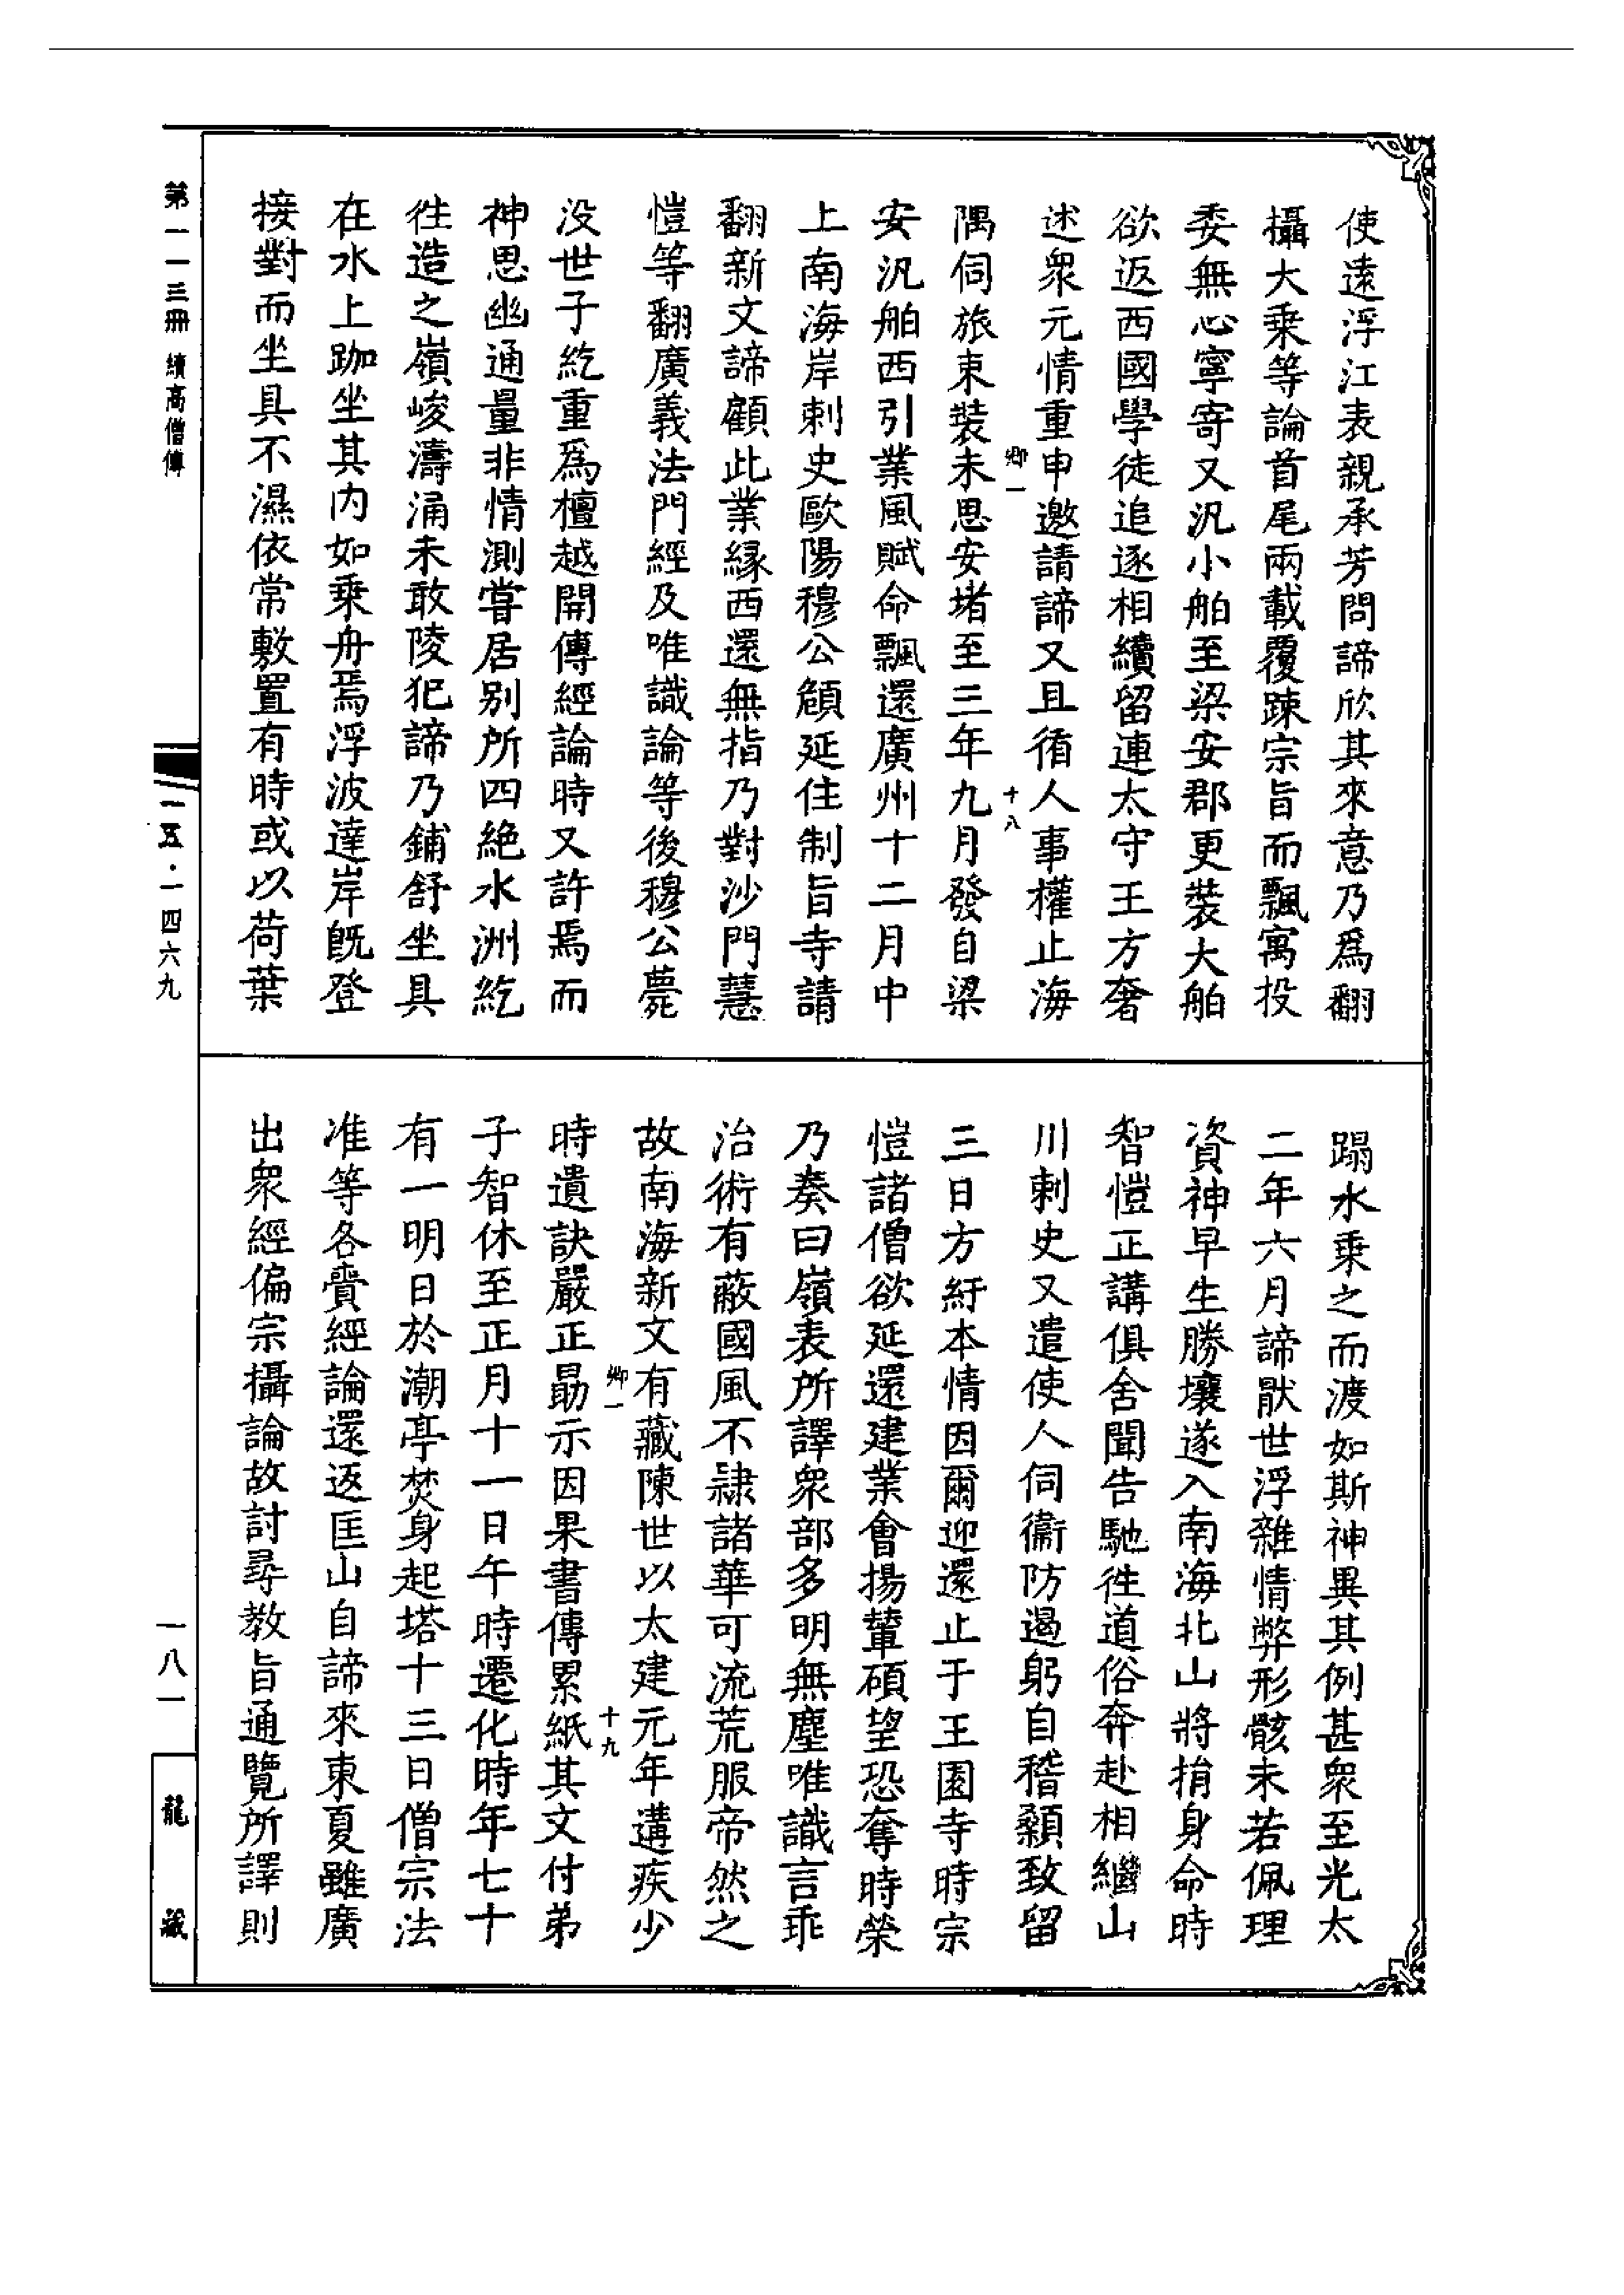 使遠浮江表親承芳問諦欣其來意乃爲翻
攝大乗等論首尾兩載覆疎宗旨而飄寓投
委無心寧寄又汎小舶至梁安郡更裝大舶
欲返西國學徒追逐相續留連太守王方奢
述衆元情重申邀請諦又且循人事權止海
卿一
十八
隅伺旅束裝未思安堵至三年九月發自梁
安汎舶西引業風賦命飄還廣州十二月中
上南海岸刺史歐陽穆公頠延住制旨寺請
翻新文諦顧此業緣西還無指乃對沙門慧
愷等翻廣義法門經及唯識論等後穆公薨
没世子紇重爲檀越開傳經論時又許焉而
神思幽通量非情測嘗居别所四絶水洲紇
徃造之嶺峻濤涌未敢陵犯諦乃鋪舒坐具
在水上跏坐其内如乗舟焉浮波達岸旣登
接對而坐具不濕依常敷置有時或以荷葉
蹋水乗之而渡如斯神異其例甚衆至光太
二年六月諦猒世浮雜情弊形骸未若佩理
資神早生勝壤遂入南海北山將捐身命時
智愷正講俱舍聞告馳徃道俗奔赴相繼山
川刺史又遣使人伺衞防遏躬自稽顙致留
三日方紆本情因爾迎還止于王園寺時宗
愷諸僧欲延還建業會揚輦碩望恐奪時榮
乃奏曰嶺表所譯衆部多明無塵唯識言乖
治術有蔽國風不隸諸華可流荒服帝然之
故南海新文有藏陳世以太建元年遘疾少
卿一
十九
時遺訣嚴正勗示因果書傳累紙其文付弟
子智休至正月十一日午時遷化時年七十
有一明日於潮亭焚身起塔十三日僧宗法
准等各賷經論還返匡山自諦來東夏雖廣
出衆經偏宗攝論故討尋教旨通覽所譯則
第一一三冊 續高僧傳
一五·一四六九
一八一
龍藏